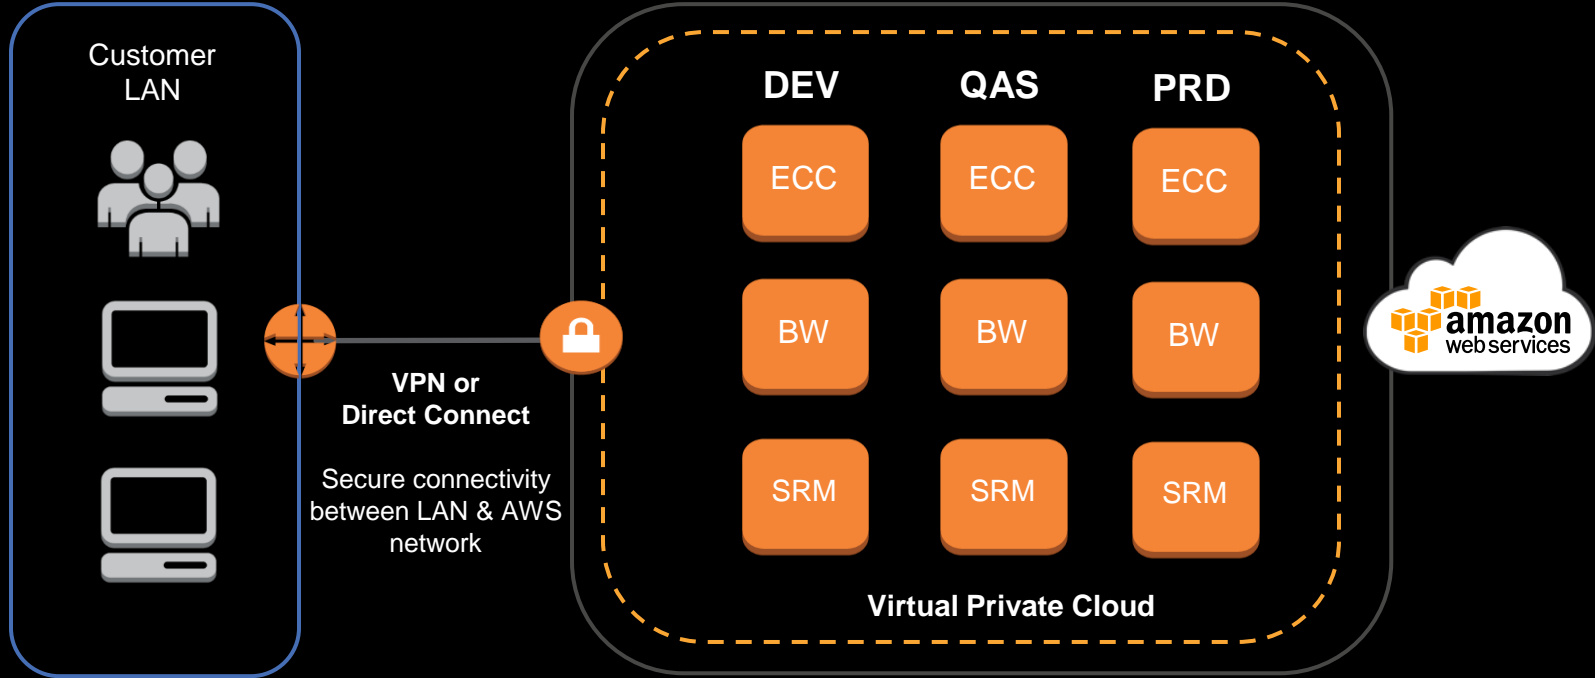 Customer
LAN
VPN or
Direct Connect
Secure connectivity
between LAN & AWS
network
DEV
QAS
PRD
ECC
ECC
ECC
BW
BW
BW
SRM
SRM
SRM
Virtual Private Cloud
amazon
webservices